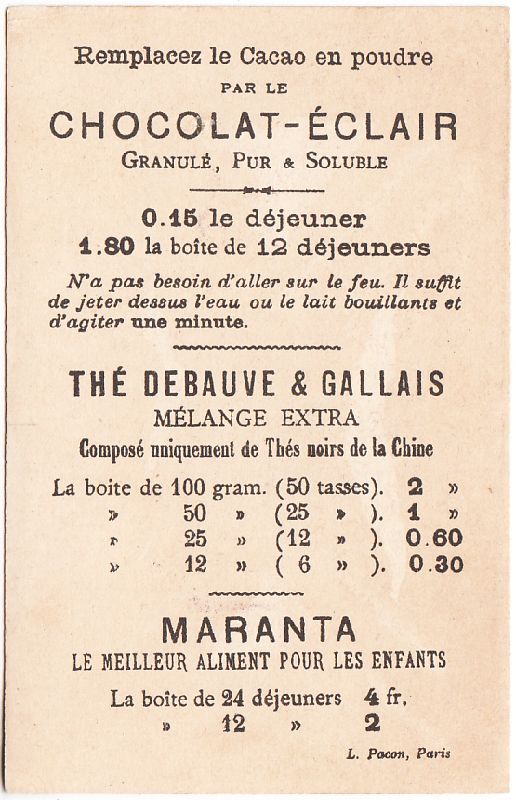 Remplacez le Cacao en poudre
PAR LE
CHOCOLAT-ÉCLAIR
GRANULÉ, PUR & SOLUBLE
0.15 le déjeuner
1.80 la boîte de 12 déjeuners
N'a pas besoin d'aller sur le feu. Il suffit
de jeter dessus l'eau ou le lait bouillants et
d'agiter une minute.
THÉ DEBAUVE & GALLAIS
MÉLANGE EXTRA
Composé uniquement de Thés noirs de la Chine
La boite de 100 gram. (50 tasses). 2 »
» 50 » (25 » ). 1 »
» 25 » (12 » ). 0.60
» 12 » ( 6 » ). 0.30
MARANTA
LE MEILLEUR ALIMENT POUR LES ENFANTS
La boîte de 24 déjeuners 4 fr.
» 12 » 2
L. Pocon, Paris